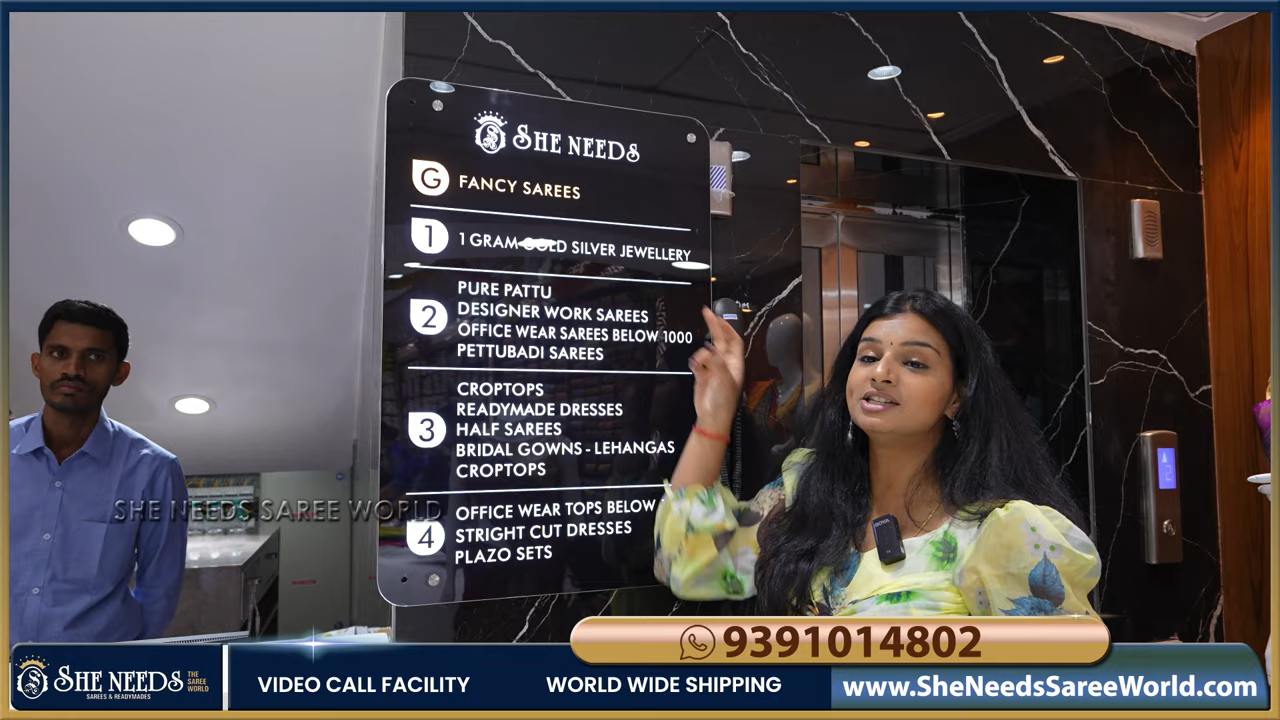 SHE NEEDS
G FANCY SAREES
1 1 GRAM GOLD SILVER JEWELLERY
PURE PATTU
DESIGNER WORK SAREES
2 OFFICE WEAR SAREES BELOW 1000
PETTUBADI SAREES
CROPTOPS
READYMADE DRESSES
3 HALF SAREES
BRIDAL GOWNS - LEHANGAS
CROPTOPS
OFFICE WEAR TOPS BELOW
4 STRIGHT CUT DRESSES
PLAZO SETS
SHE NEEDS SAREE WORLD
9391014802
SHE NEEDS THE SAREE WORLD
SAREES & READYMADES
VIDEO CALL FACILITY
WORLD WIDE SHIPPING
www.SheNeedsSareeWorld.com